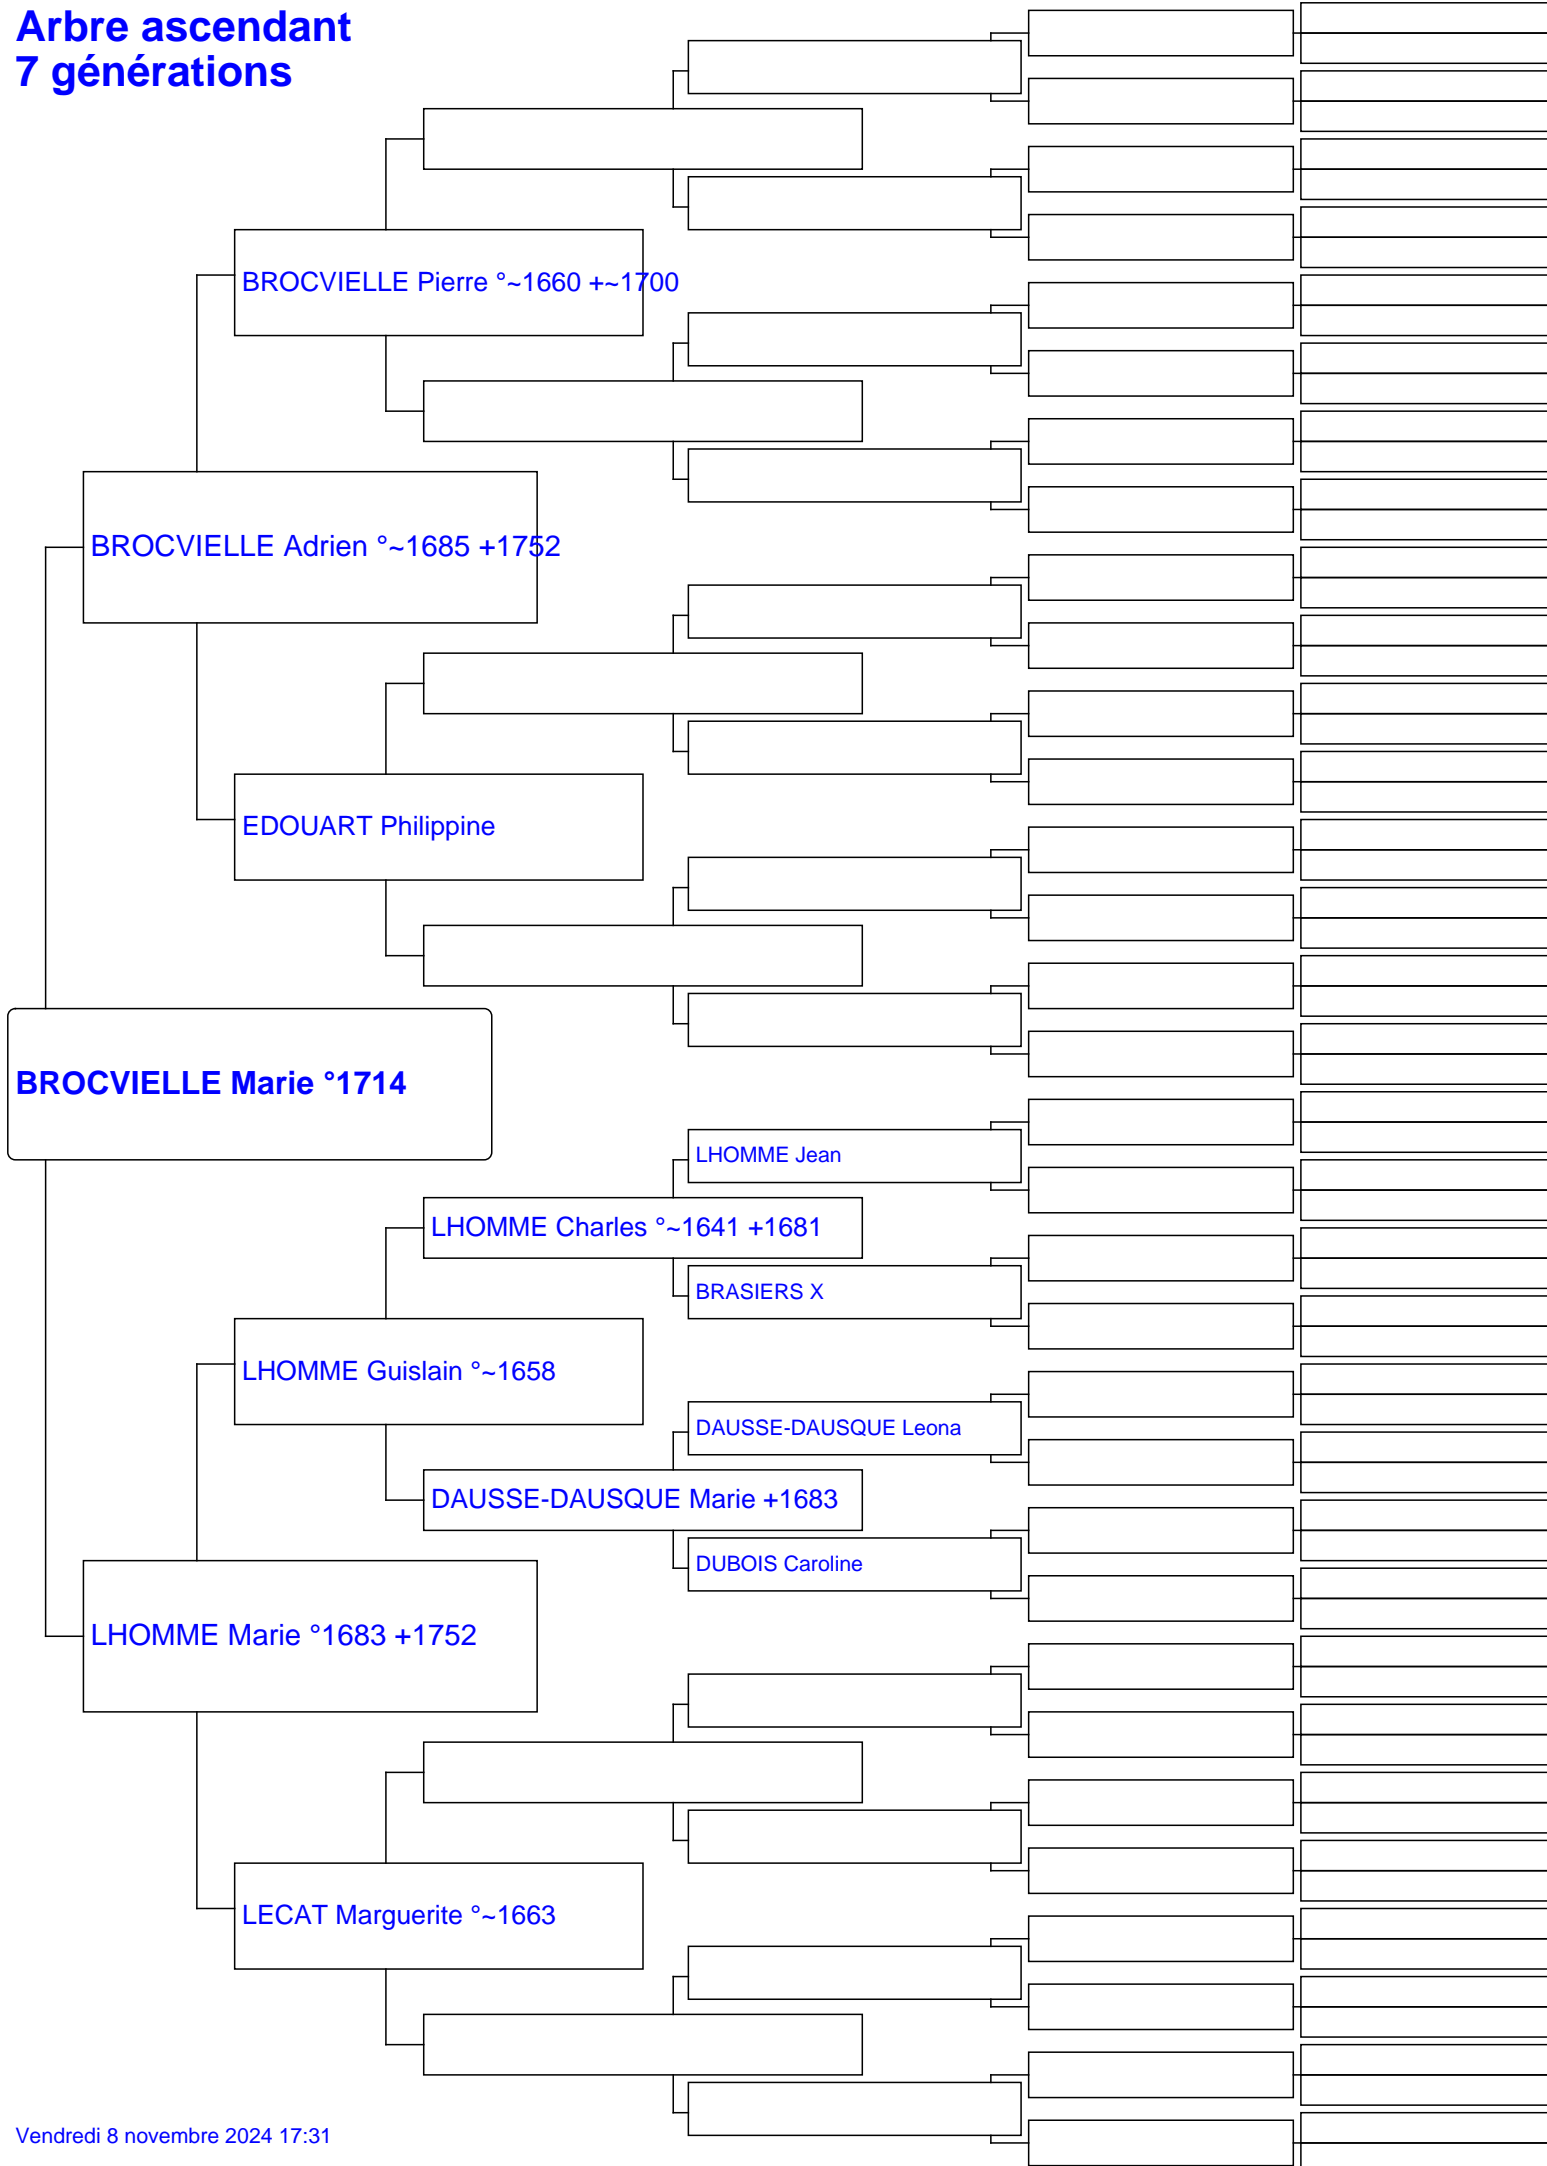 Arbre ascendant
7 générations
BROCVIELLE Pierre °~1660 +~1700
BROCVIELLE Adrien °~1685 +1752
EDOUART Philippine
BROCVIELLE Marie °1714
LHOMME Jean
LHOMME Charles °~1641 +1681
BRASIERS X
LHOMME Guislain °~1658
DAUSSE-DAUSQUE Leona
DAUSSE-DAUSQUE Marie +1683
DUBOIS Caroline
LHOMME Marie °1683 +1752
LECAT Marguerite °~1663
Vendredi 8 novembre 2024 17:31